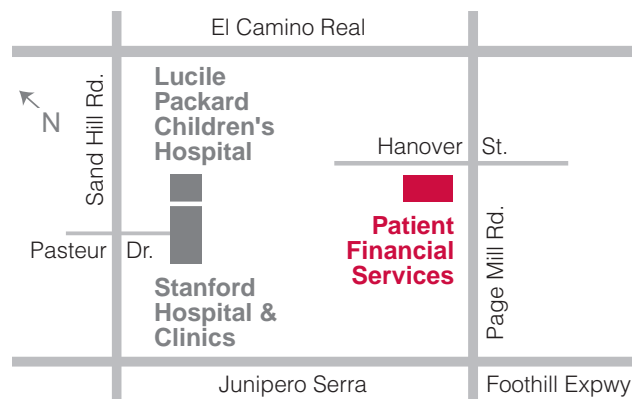 El Camino Real
Sand Hill Rd.
N
Lucile
Packard
Children's
Hospital
Hanover St.
Patient
Financial
Services
Page Mill Rd.
Pasteur Dr.
Stanford
Hospital &
Clinics
Junipero Serra
Foothill Expwy